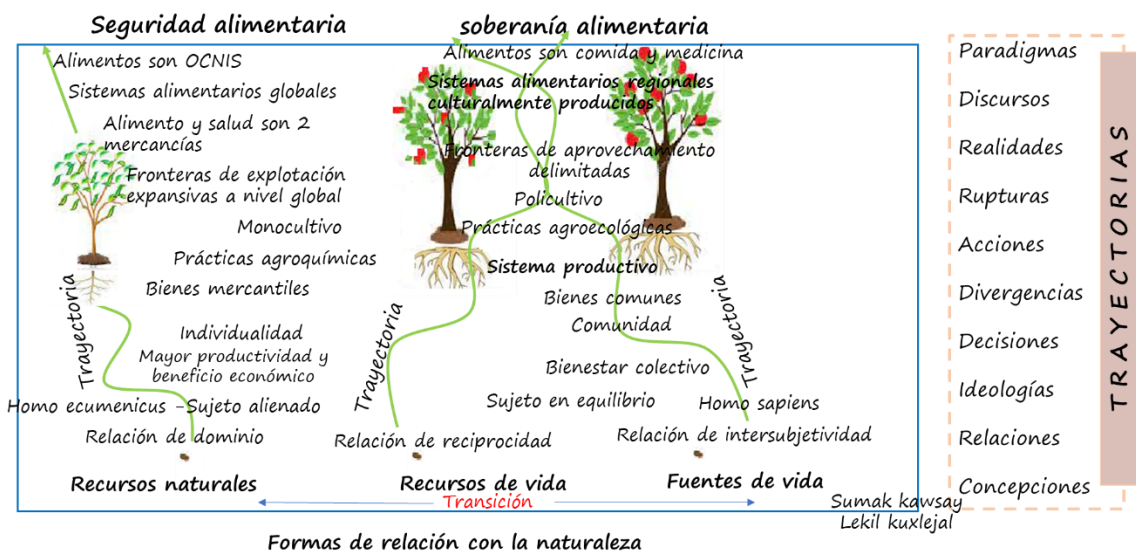 Seguridad alimentaria
Alimentos son OCNIS
Sistemas alimentarios globales
Alimento y salud son 2
mercancías
Fronteras de explotación
expansivas a nivel global
Monocultivo
Prácticas agroquímicas
Bienes mercantiles
Individualidad
Mayor productividad y
beneficio económico
Homo ecumenicus -Sujeto alienado
Relación de dominio
Recursos naturales
Trayectoria
soberanía alimentaria
Alimentos son comida y medicina
Sistemas alimentarios regionales
culturalmente producidos
Fronteras de aprovechamiento
delimitadas
Policultivo
Prácticas agroecológicas
Sistema productivo
Bienes comunes
Comunidad
Bienestar colectivo
Sujeto en equilibrio
Homo sapiens
Trayectoria
Trayectoria
Relación de reciprocidad
Relación de intersubjetividad
Recursos de vida
Fuentes de vida
Transición
Sumak kawsay
Lekil kuxlejal
Formas de relación con la naturaleza
Paradigmas
Discursos
Realidades
Rupturas
Acciones
Divergencias
Decisiones
Ideologías
Relaciones
Concepciones
TRAYECTORIAS